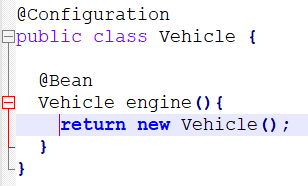 @Configuration
public class Vehicle {
@Bean
Vehicle engine(){
return new Vehicle();
}
}